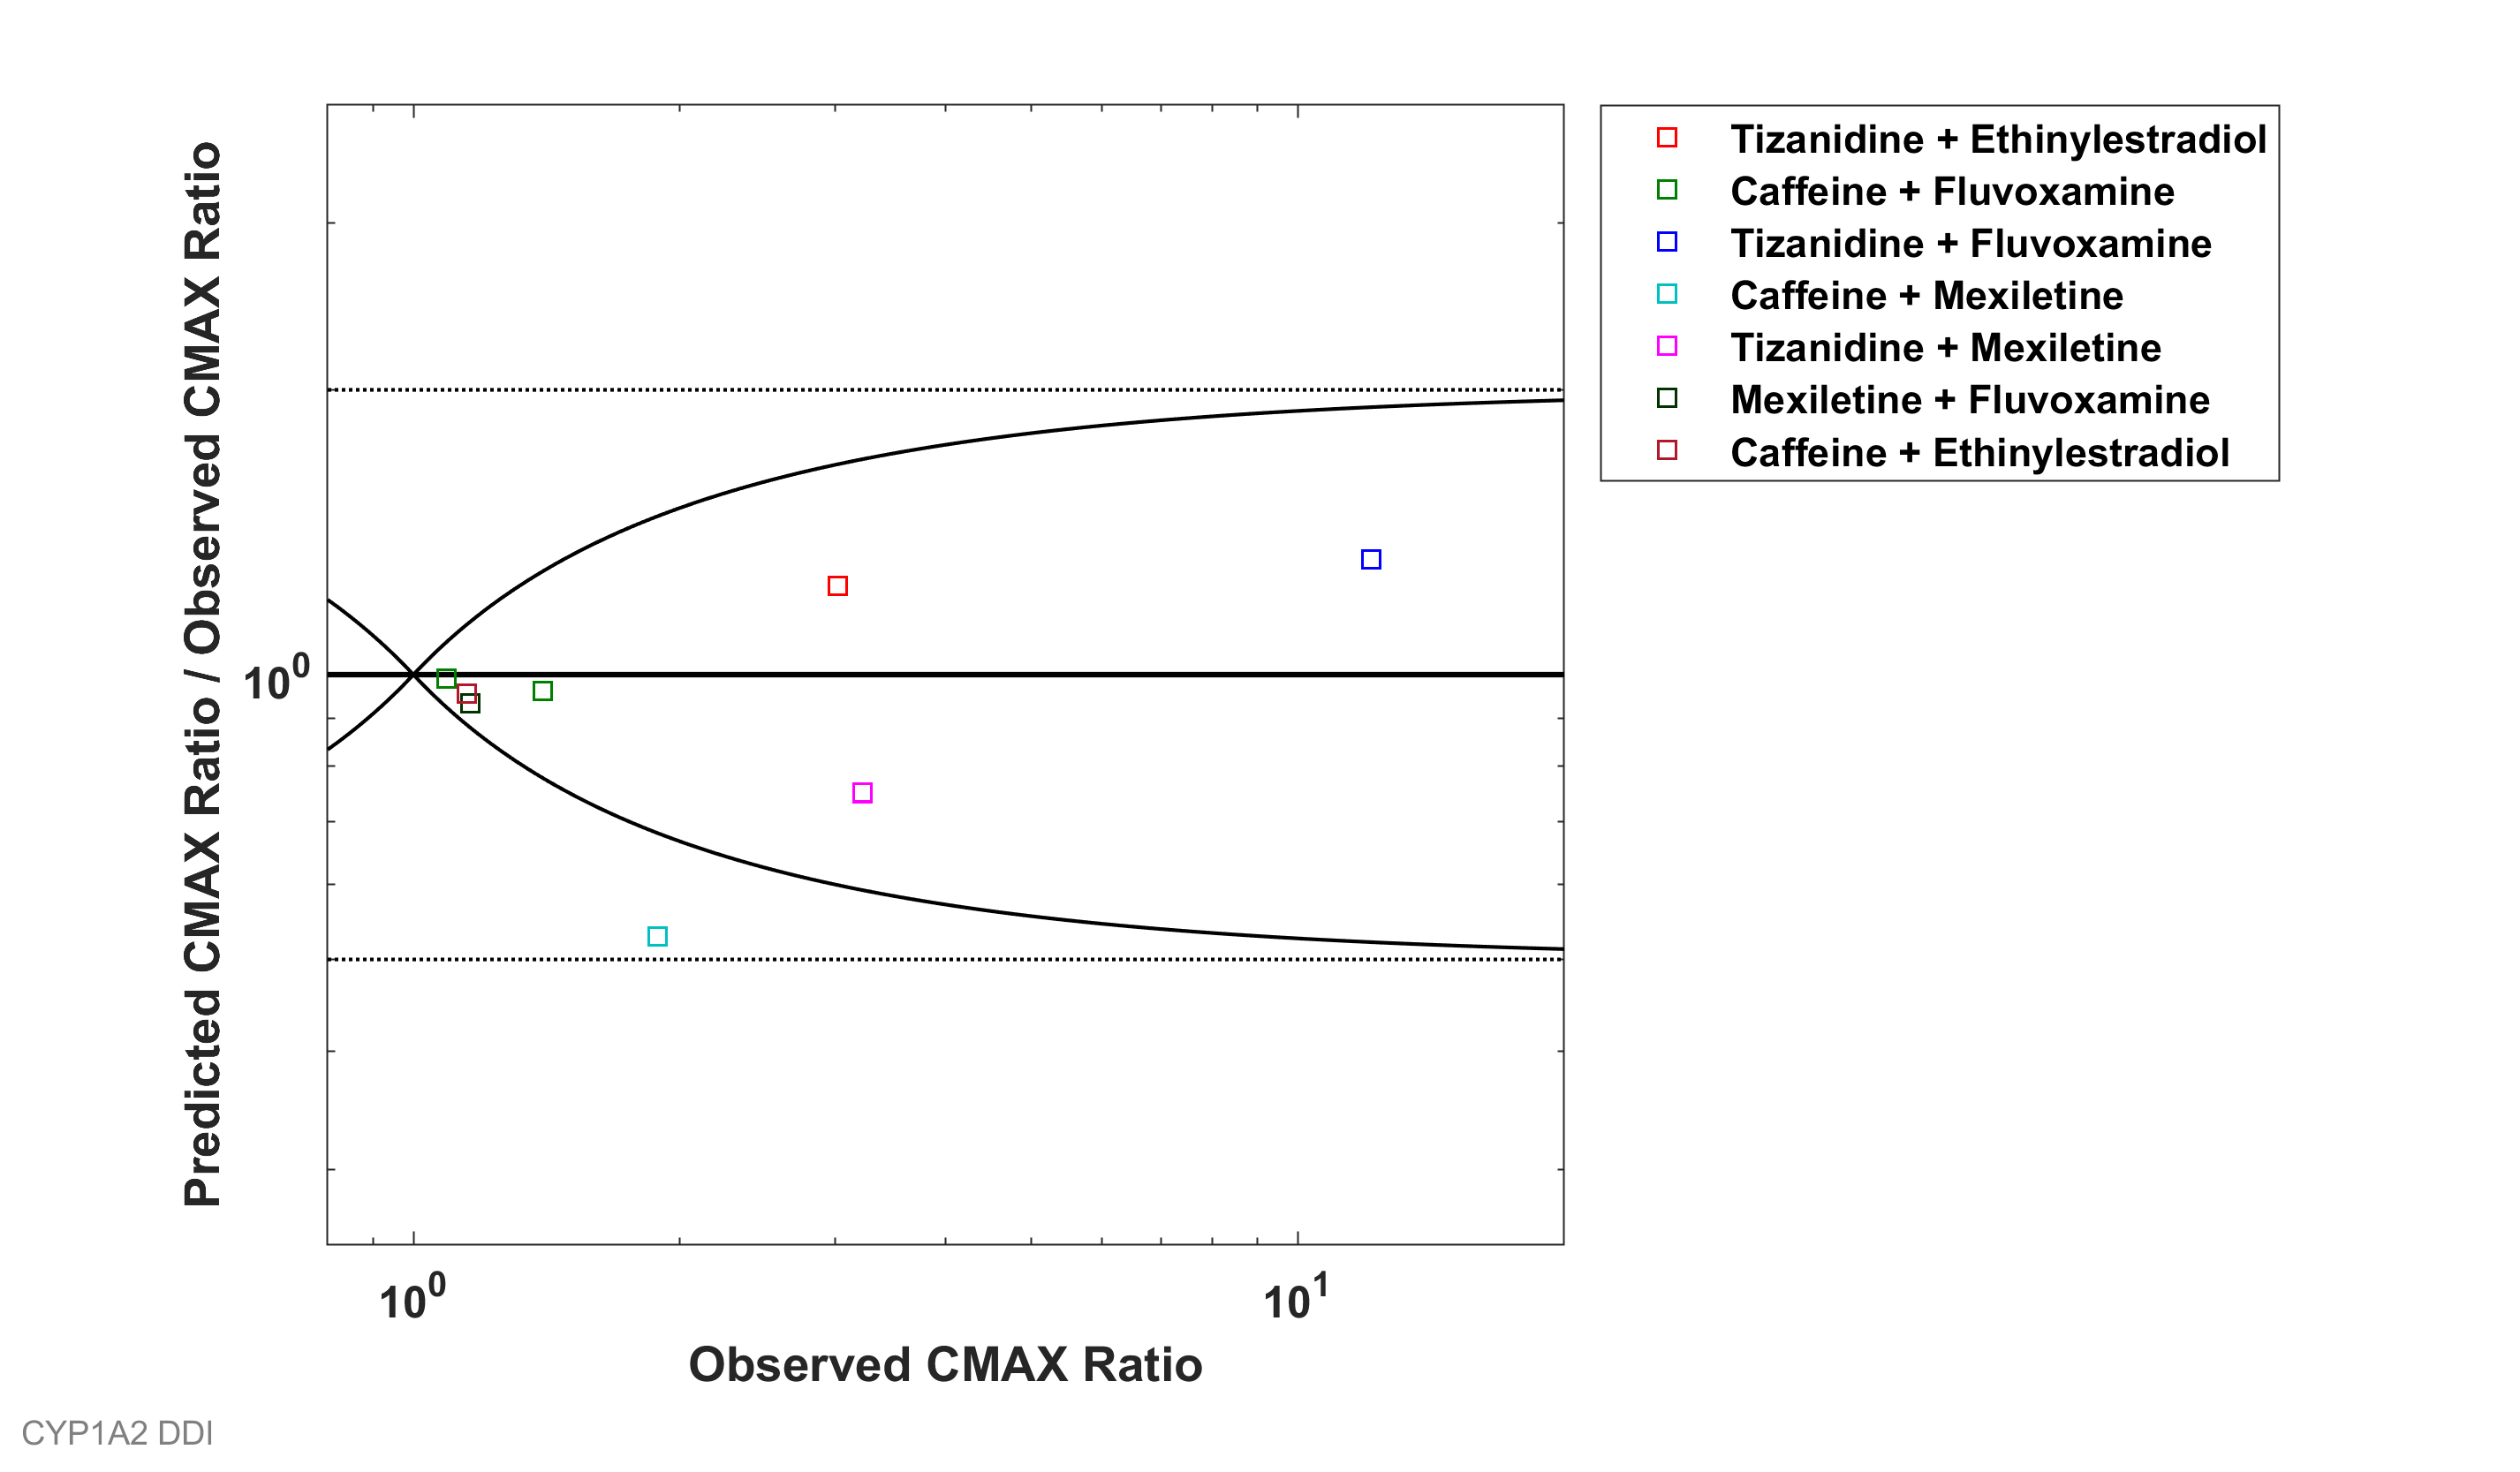 Predicted CMAX Ratio / Observed CMAX Ratio
10^0
Tizanidine + Ethinylestradiol
Caffeine + Fluvoxamine
Tizanidine + Fluvoxamine
Caffeine + Mexiletine
Tizanidine + Mexiletine
Mexiletine + Fluvoxamine
Caffeine + Ethinylestradiol
10^0 10^1
Observed CMAX Ratio
CYP1A2 DDI